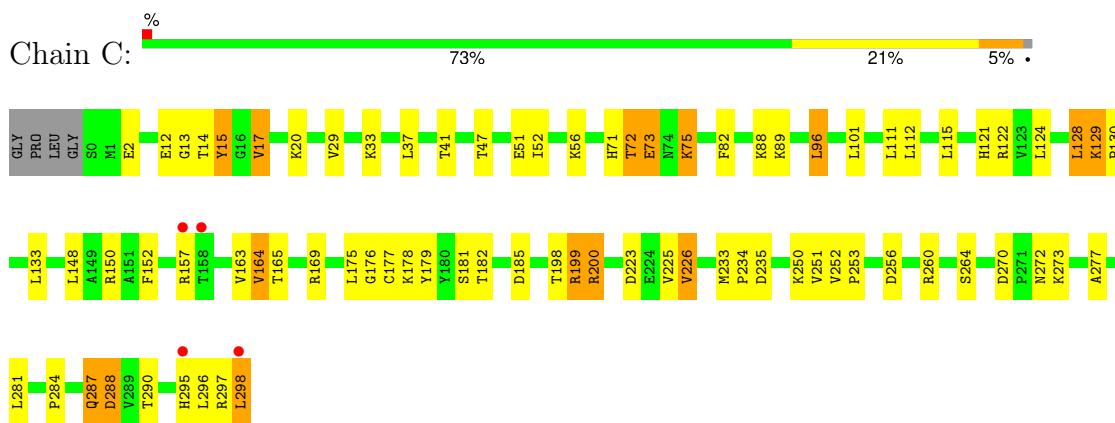 %
Chain C:
73% 21% 5% •
GLY PRO LEU GLY S0 M1 E2 E12 G13 T14 Y15 G16 V17 K20 V29 K33 L37 T41 T47 E51 I52 K56 H71 T72 E73 N74 K75 F82 K88 K89 L96 L101 L111 L112 L115 H121 R122 V123 L124 L128 K129
L133 L148 A149 R150 A151 F152 R157 T158 V163 V164 T165 R169 L175 G176 C177 K178 Y179 Y180 S181 T182 D185 T198 R199 R200 D223 E224 V225 V226 M233 P234 D235 K250 V251 V252 P253 D256 R260 S264 D270 P271 N272 K273 A277
L281 P284 Q287 D288 V289 T290 H295 L296 R297 L298